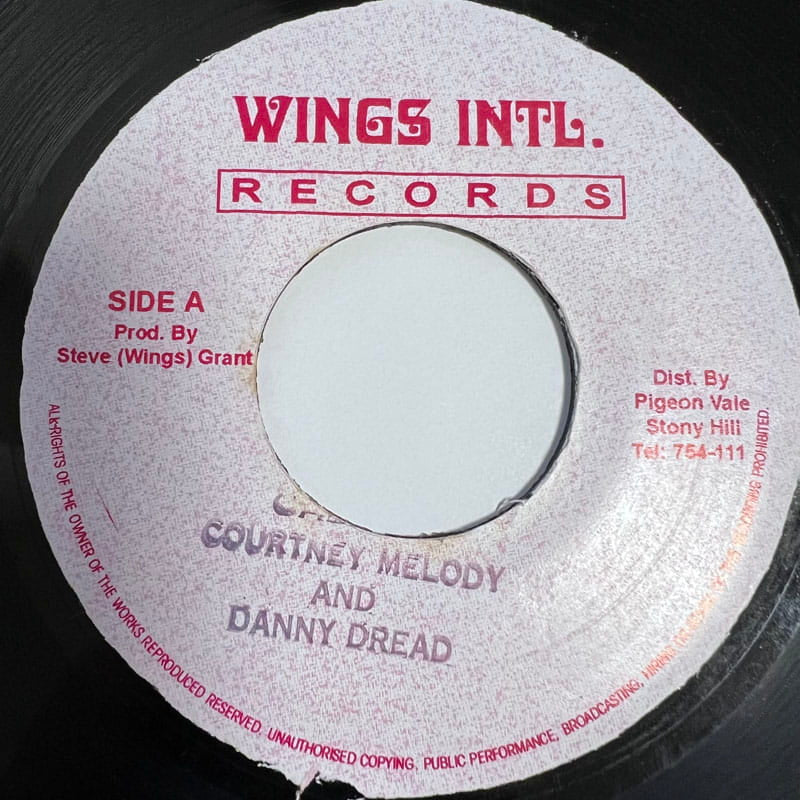 WINGS INTL.
RECORDS
SIDE A
Prod. By
Steve (Wings) Grant
Dist. By
Pigeon Vale
Stony Hill
Tel: 754-111
COURTNEY MELODY
AND
DANNY DREAD
ALL RIGHTS OF THE OWNER OF THE WORKS REPRODUCED RESERVED. UNAUTHORISED COPYING, PUBLIC PERFORMANCE, BROADCASTING, HIRING PROHIBITED.